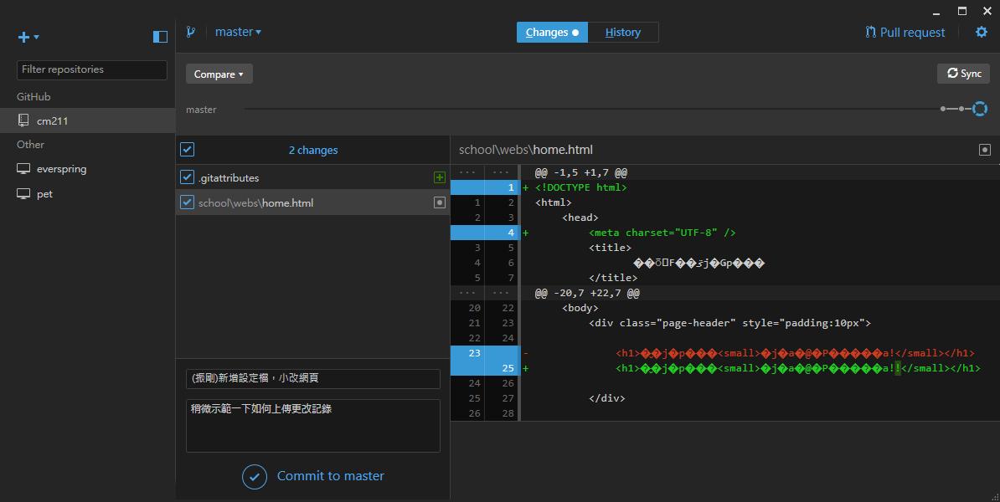 master
Changes
History
Pull request
Filter repositories
GitHub
cm211
Other
everspring
pet
Compare
Sync
master
2 changes
.gitattributes
school\webs\home.html
(振剛)新增設定檔，小改網頁
稍微示範一下如何上傳更改記錄
Commit to master
school\webs\home.html
... ... @@ -1,5 +1,7 @@
1 + <!DOCTYPE html>
1 2 <html>
2 3 <head>
4 + <meta charset="UTF-8" />
3 5 <title>
4 6
5 7 </title>
... ... @@ -20,7 +22,7 @@
20 22 <body>
21 23 <div class="page-header" style="padding:10px">
22 24
23 - <h1>�ݯ�j�p���<small>�j�a�@�P�����a!</small></h1>
25 + <h1>�ݯ�j�p���<small>�j�a�@�P�����a!!</small></h1>
24 26
25 27 </div>
26 28